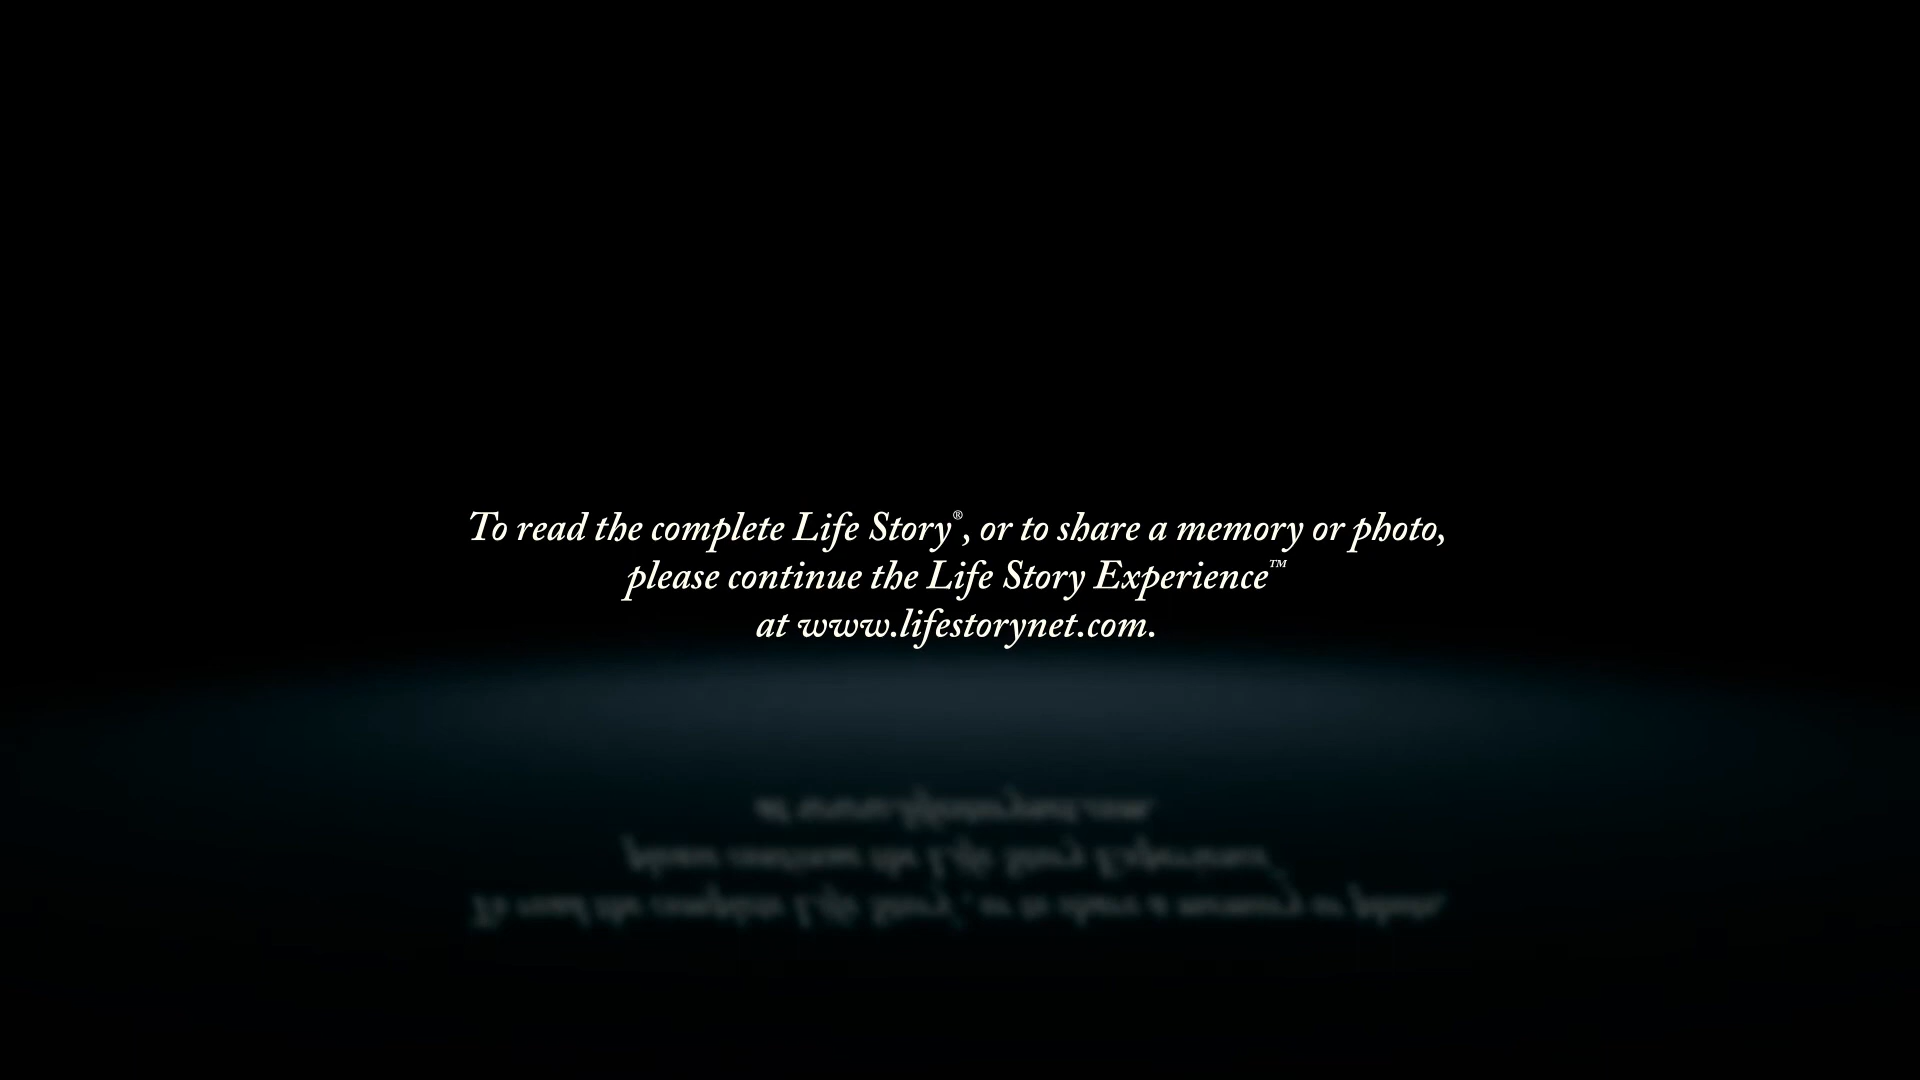 To read the complete Life Story®, or to share a memory or photo,
please continue the Life Story Experience™
at www.lifestorynet.com.